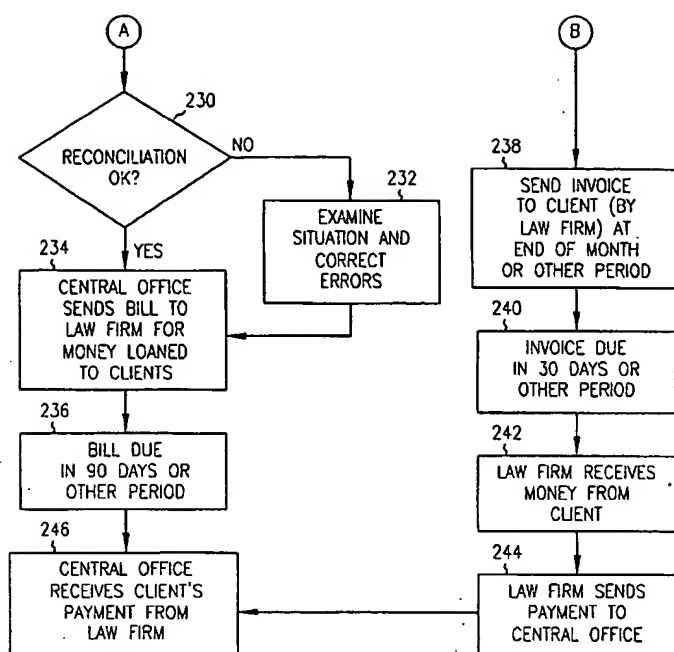 A
230
RECONCILIATION
OK?
NO
YES
232
EXAMINE
SITUATION AND
CORRECT
ERRORS
234
CENTRAL OFFICE
SENDS BILL TO
LAW FIRM FOR
MONEY LOANED
TO CLIENTS
236
BILL DUE
IN 90 DAYS OR
OTHER PERIOD
246
CENTRAL OFFICE
RECEIVES CLIENT'S
PAYMENT FROM
LAW FIRM
B
238
SEND INVOICE
TO CLIENT (BY
LAW FIRM) AT
END OF MONTH
OR OTHER PERIOD
240
INVOICE DUE
IN 30 DAYS OR
OTHER PERIOD
242
LAW FIRM RECEIVES
MONEY FROM
CLIENT
244
LAW FIRM SENDS
PAYMENT TO
CENTRAL OFFICE